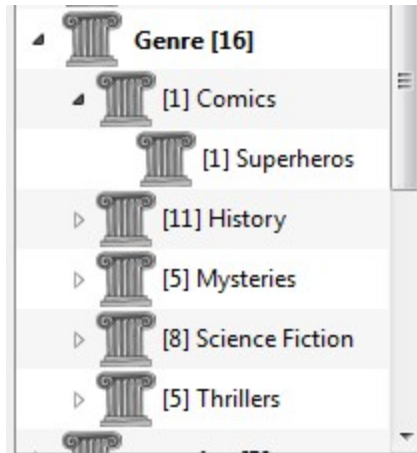 Genre [16]
[1] Comics
[1] Superheros
[11] History
[5] Mysteries
[8] Science Fiction
[5] Thrillers